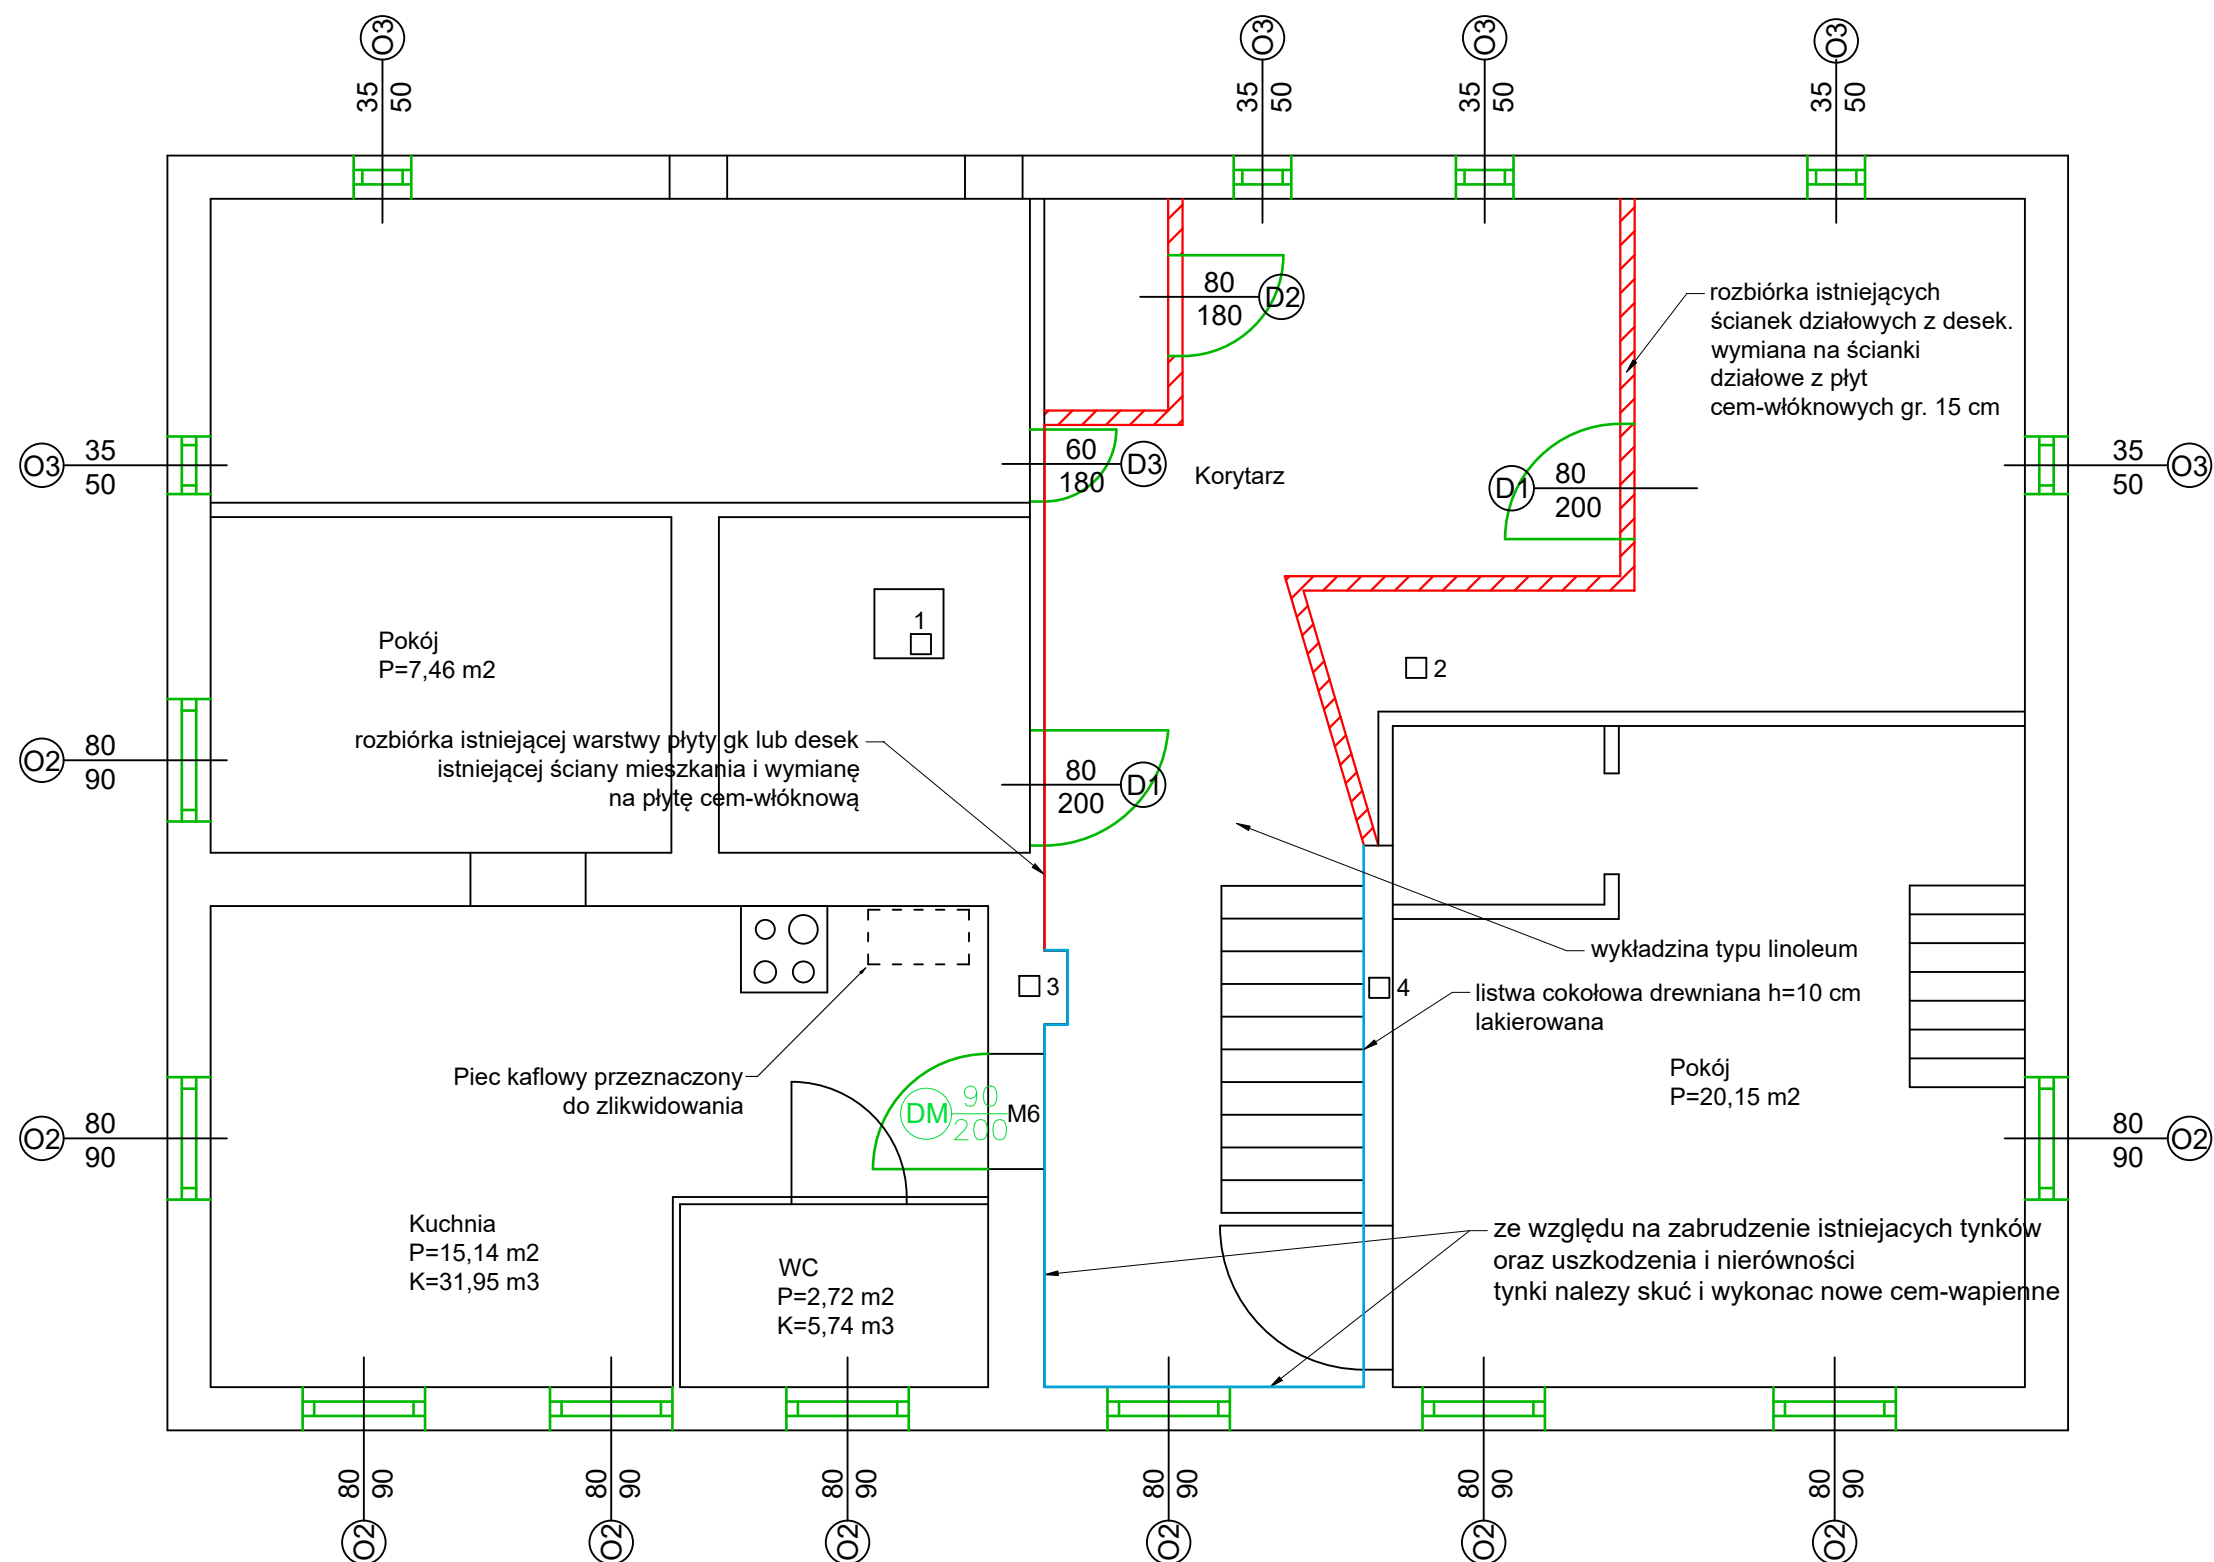 O3
35
50
O3
35
50
O3
35
50
O3
35
50
80
180
D2
rozbiórka istniejących
ścianek działowych z desek.
wymiana na ścianki
działowe z płyt
cem-włóknowych gr. 15 cm
O3
35
50
60
180
D3
Korytarz
D1
80
200
35
50
O3
1
Pokój
P=7,46 m2
2
O2
80
90
rozbiórka istniejącej warstwy płyty gk lub desek
istniejącej ściany mieszkania i wymianę
na płytę cem-włóknową
80
200
D1
wykładzina typu linoleum
3
4
listwa cokołowa drewniana h=10 cm
lakierowana
Piec kaflowy przeznaczony
do zlikwidowania
DM
90
200
M6
Pokój
P=20,15 m2
O2
80
90
80
90
O2
Kuchnia
P=15,14 m2
K=31,95 m3
WC
P=2,72 m2
K=5,74 m3
ze względu na zabrudzenie istniejacych tynków
oraz uszkodzenia i nierówności
tynki nalezy skuć i wykonac nowe cem-wapienne
80
90
O2
80
90
O2
80
90
O2
80
90
O2
80
90
O2
80
90
O2